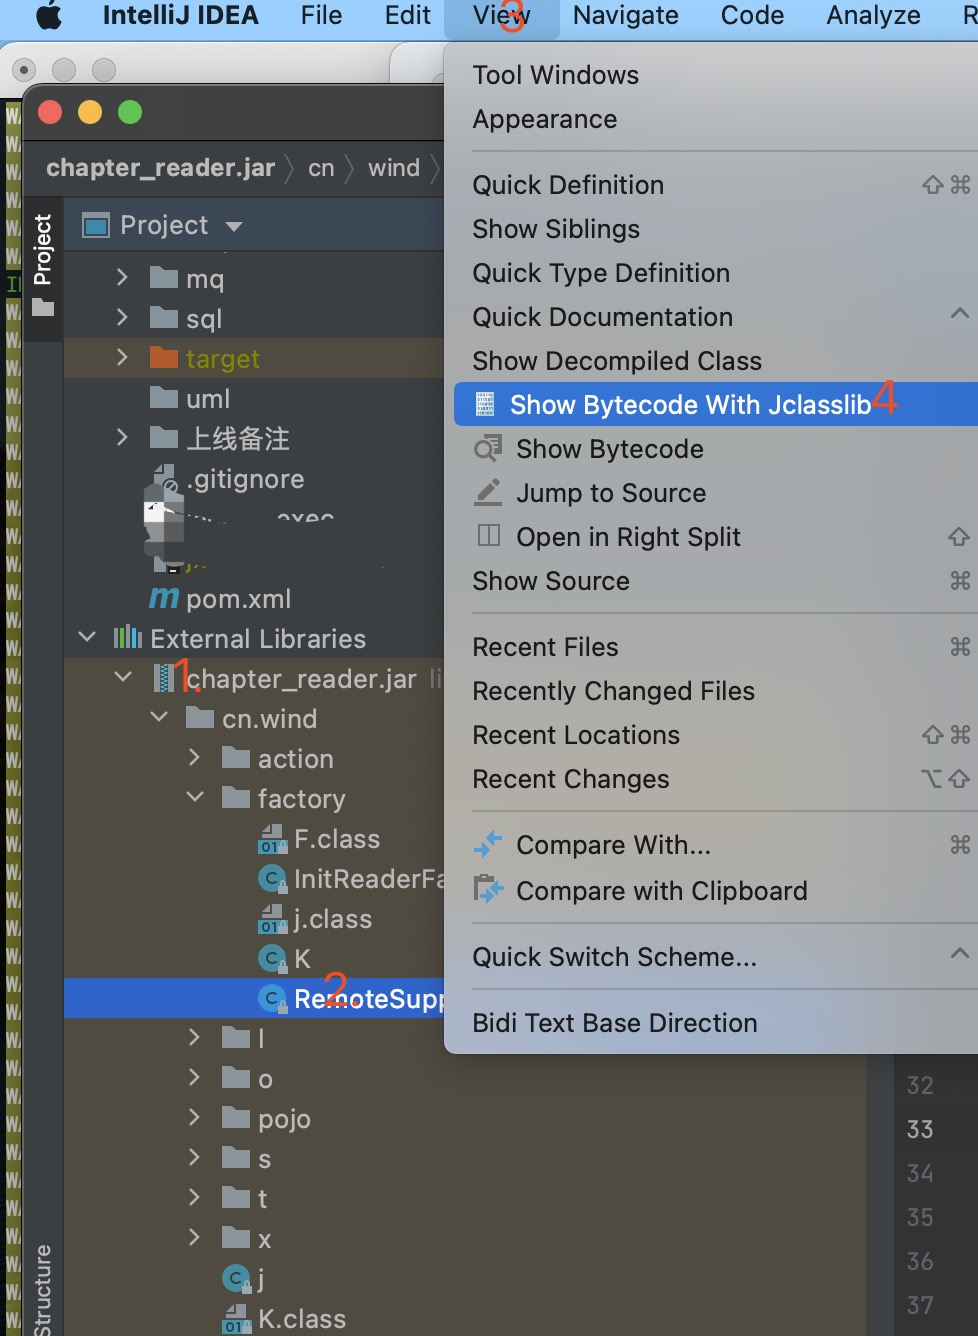 IntelliJ IDEA File Edit View Navigate Code Analyze
3
Tool Windows
Appearance
chapter_reader.jar cn wind
Project
Project
Quick Definition ⇧⌘
Show Siblings
Quick Type Definition
Quick Documentation ^
Show Decompiled Class
Show Bytecode With Jclasslib
4
Show Bytecode
Jump to Source
Open in Right Split ⇧
Show Source ⌘
Recent Files ⌘
Recently Changed Files
Recent Locations ⇧⌘
Recent Changes ⌥⇧
Compare With... ⌘
Compare with Clipboard
Quick Switch Scheme... ^
Bidi Text Base Direction
mq
sql
target
uml
上线备注
.gitignore
pom.xml
External Libraries
1.
chapter_reader.jar li
cn.wind
action
factory
F.class
InitReaderFa
j.class
K
2.
RemoteSupp
l
o
pojo
s
t
x
j
K.class
Structure
32
33
34
35
36
37